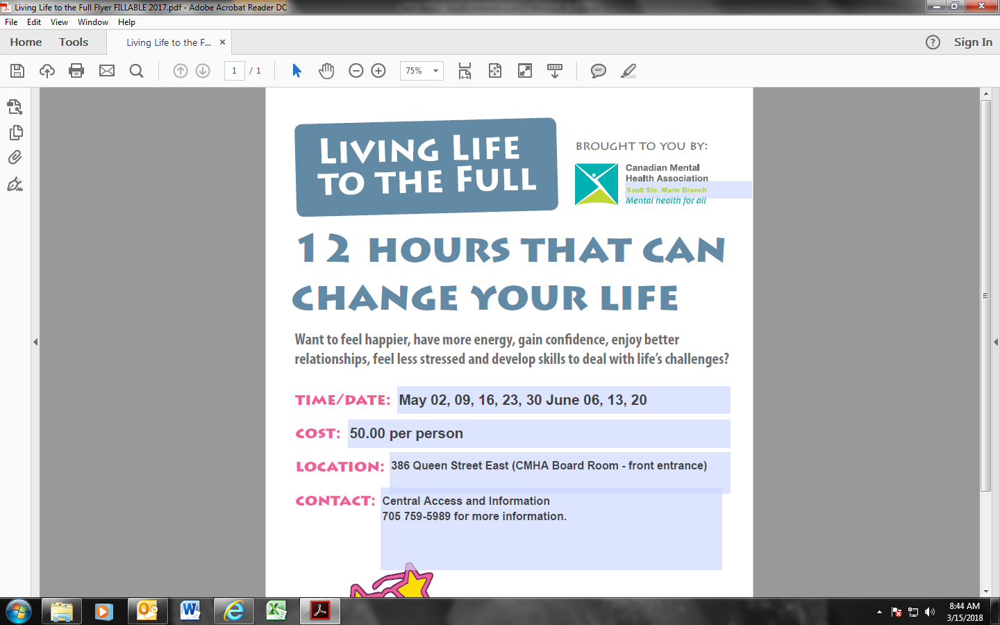 Living Life to the Full Flyer FILLABLE 2017.pdf - Adobe Acrobat Reader DC
File Edit View Window Help
Home Tools Living Life to the F... × ? Sign In
1 / 1 75%
LIVING LIFE
TO THE FULL
BROUGHT TO YOU BY:
Canadian Mental
Health Association
Sault Ste. Marie Branch
Mental health for all
12 HOURS THAT CAN
CHANGE YOUR LIFE
Want to feel happier, have more energy, gain confidence, enjoy better
relationships, feel less stressed and develop skills to deal with life’s challenges?
TIME/DATE: May 02, 09, 16, 23, 30 June 06, 13, 20
COST: 50.00 per person
LOCATION: 386 Queen Street East (CMHA Board Room - front entrance)
CONTACT: Central Access and Information
705 759-5989 for more information.
8:44 AM
3/15/2018